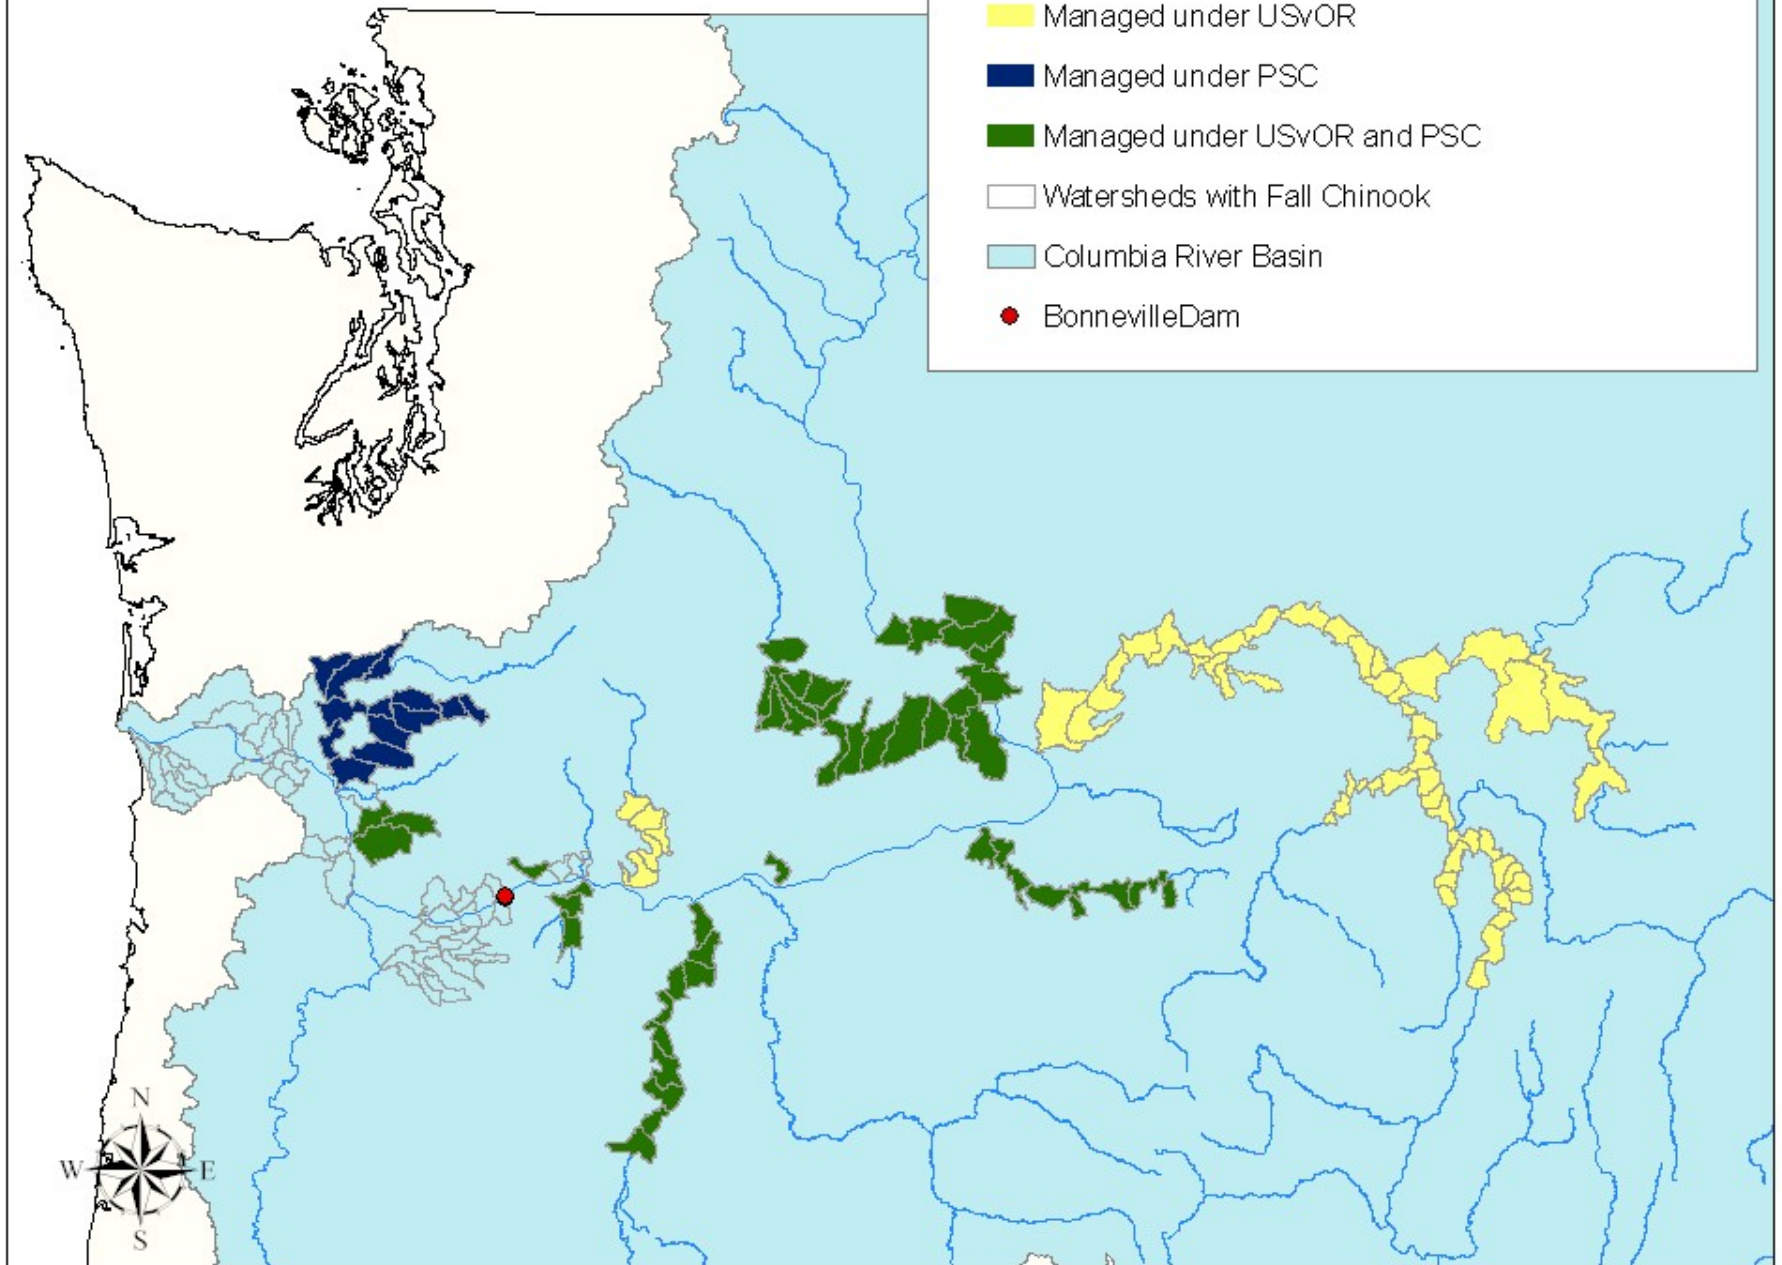 Managed under USvOR
Managed under PSC
Managed under USvOR and PSC
Watersheds with Fall Chinook
Columbia River Basin
BonnevilleDam
N
W E
S